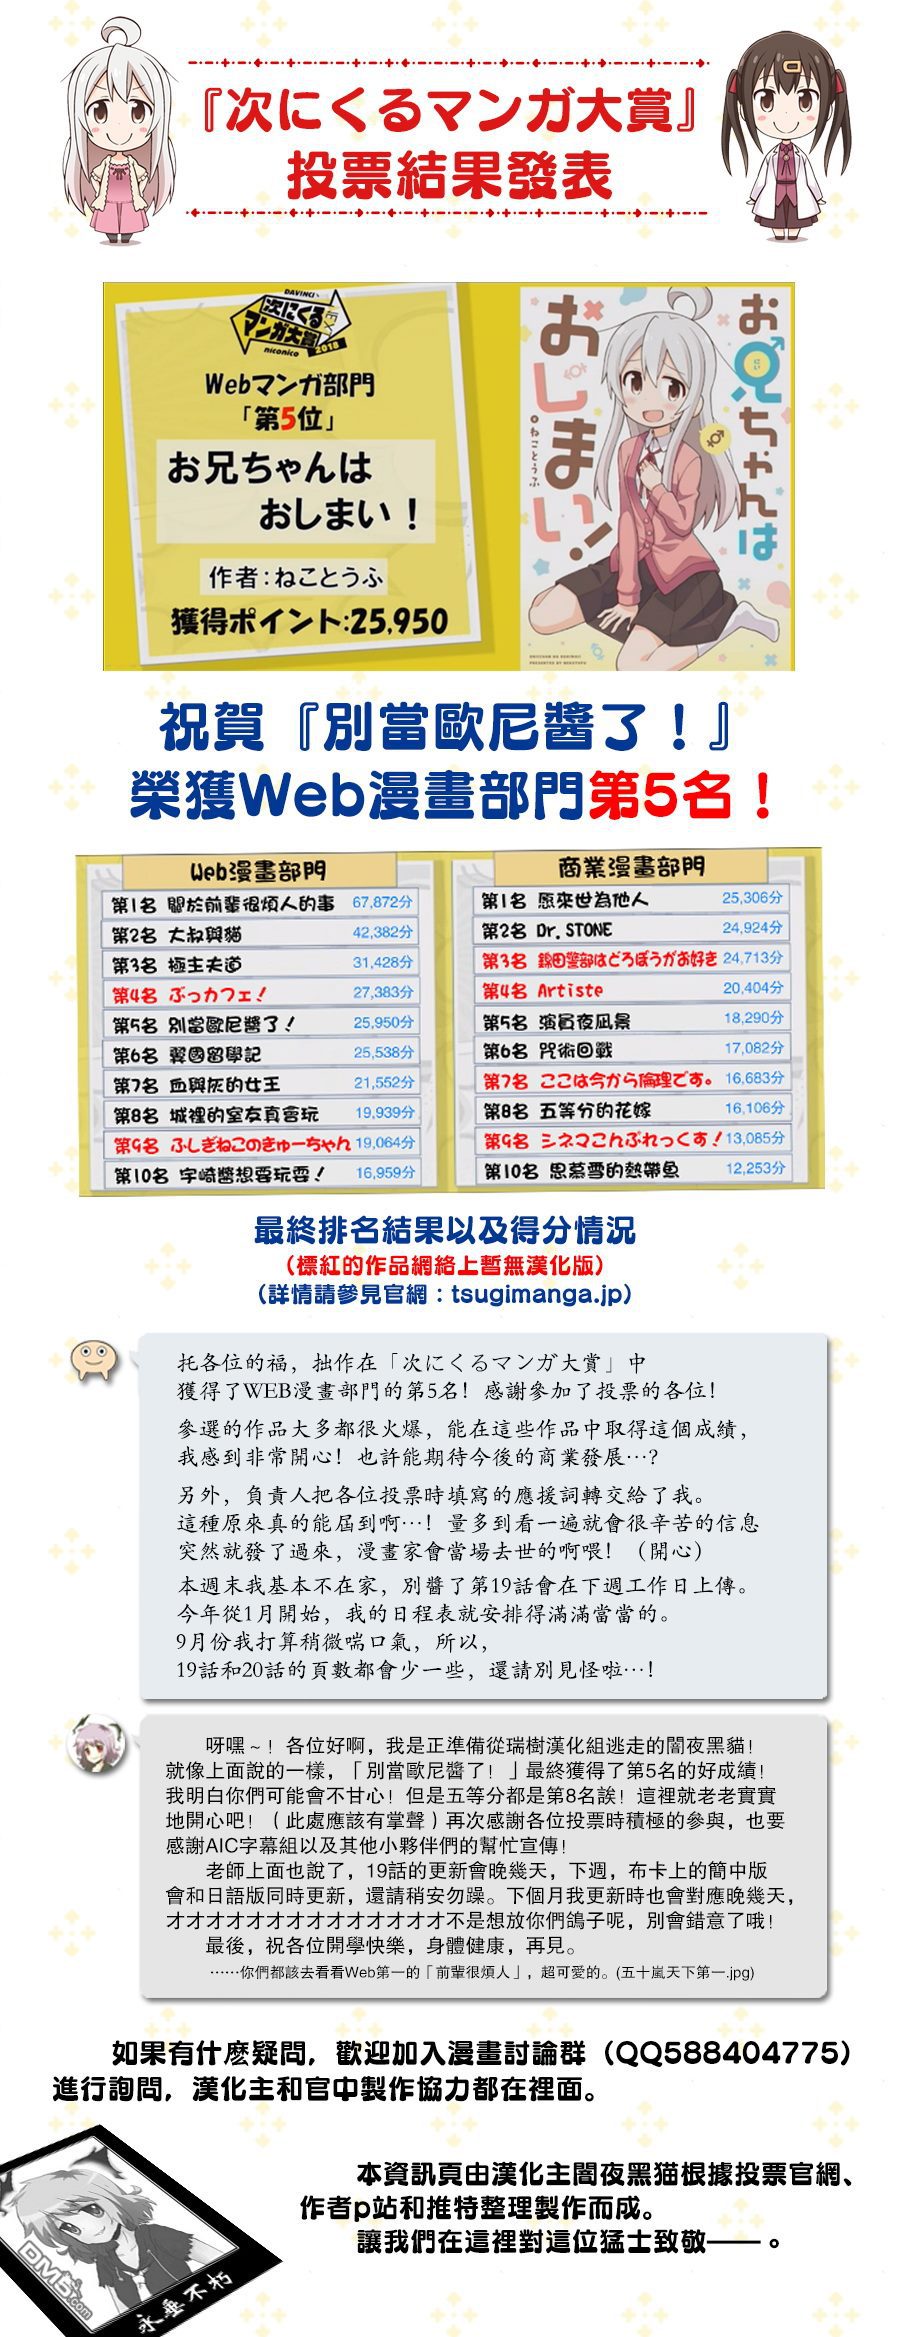 『次にくるマンガ大賞』
投票結果發表
DAVINCI
次にくる
マンガ大賞
niconico
2018
Webマンガ部門
「第5位」
お兄ちゃんは
おしまい！
作者：ねことうふ
獲得ポイント:25,950
お兄ちゃんは
にい
おしまい！
ねことうふ
ONIICHAN WA OSHIMAI!
PRESENTED BY NEKOTOFU
祝賀『別當歐尼醬了！』
榮獲Web漫畫部門第5名！
Web漫畫部門
第1名 關於前輩很煩人的事 67,872分
第2名 大叔與貓 42,382分
第3名 極主夫道 31,428分
第4名 ぶっカフェ！ 27,383分
第5名 別當歐尼醬了！ 25,950分
第6名 異國留學記 25,538分
第7名 血與灰的女王 21,552分
第8名 城裡的室友真會玩 19,939分
第9名 ふしぎねこのきゅーちゃん 19,064分
第10名 宇崎醬想要玩耍！ 16,959分
商業漫畫部門
第1名 愿來世為他人 25,306分
第2名 Dr. STONE 24,924分
第3名 錦田警部はどろぼうがお好き 24,713分
第4名 Artiste 20,404分
第5名 演員夜凪景 18,290分
第6名 咒術回戰 17,082分
第7名 ここは今から倫理です。 16,683分
第8名 五等分的花嫁 16,106分
第9名 シネマこんぷれっくす！ 13,085分
第10名 思慕雪的熱帶魚 12,253分
最終排名結果以及得分情況
（標紅的作品網絡上暫無漢化版）
（詳情請參見官網：tsugimanga.jp）
托各位的福，拙作在「次にくるマンガ大賞」中
獲得了WEB漫畫部門的第5名！感謝參加了投票的各位！
參選的作品大多都很火爆，能在這些作品中取得這個成績，
我感到非常開心！也許能期待今後的商業發展…？
另外，負責人把各位投票時填寫的應援詞轉交給了我。
這種原來真的能屆到啊…！量多到看一遍就會很辛苦的信息
突然就發了過來，漫畫家會當場去世的啊喂！（開心）
本週末我基本不在家，別醬了第19話會在下週工作日上傳。
今年從1月開始，我的日程表就安排得滿滿當當的。
9月份我打算稍微喘口氣，所以，
19話和20話的頁數都會少一些，還請別見怪啦…！
呀嘿～！各位好啊，我是正準備從瑞樹漢化組逃走的闇夜黑貓！
就像上面說的一樣，「別當歐尼醬了！」最終獲得了第5名的好成績！
我明白你們可能會不甘心！但是五等分都是第8名誒！這裡就老老實實
地開心吧！（此處應該有掌聲）再次感謝各位投票時積極的參與，也要
感謝AIC字幕組以及其他小夥伴們的幫忙宣傳！
老師上面也說了，19話的更新會晚幾天，下週，布卡上的簡中版
會和日語版同時更新，還請稍安勿躁。下個月我更新時也會對應晚幾天，
才才才才才才才才才才才才才才不是想放你們鴿子呢，別會錯意了哦！
最後，祝各位開學快樂，身體健康，再見。
……你們都該去看看Web第一的「前輩很煩人」，超可愛的。(五十嵐天下第一.jpg)
如果有什麽疑問，歡迎加入漫畫討論群（QQ588404775）
進行詢問，漢化主和官中製作協力都在裡面。
本資訊頁由漢化主闇夜黑猫根據投票官網、
作者p站和推特整理製作而成。
讓我們在這裡對這位猛士致敬——。
DMZJ.com
永垂不朽